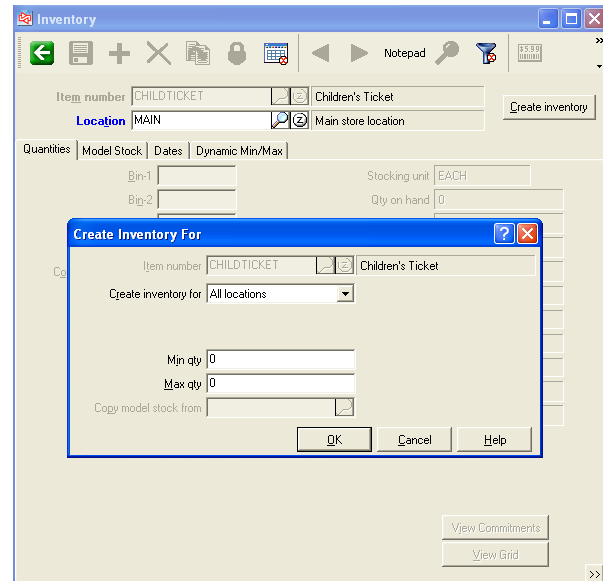 Inventory
Notepad
$5.99
»
Item number CHILDTICKET Children's Ticket
Create inventory
Location MAIN Main store location
Quantities Model Stock Dates Dynamic Min/Max
Bin-1 Stocking unit EACH
Bin-2 Qty on hand 0
Create Inventory For
Co
Item number CHILDTICKET Children's Ticket
Create inventory for All locations
Min qty 0
Max qty 0
Copy model stock from
OK Cancel Help
View Commitments
View Grid
»